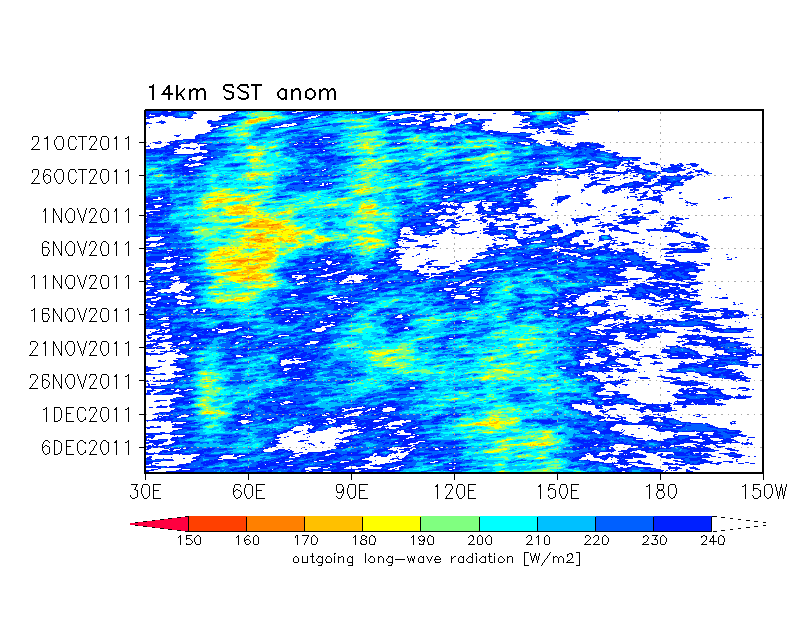 14km SST anom
21OCT2011
26OCT2011
1NOV2011
6NOV2011
11NOV2011
16NOV2011
21NOV2011
26NOV2011
1DEC2011
6DEC2011
30E 60E 90E 120E 150E 180 150W
150 160 170 180 190 200 210 220 230 240
outgoing long-wave radiation [W/m2]